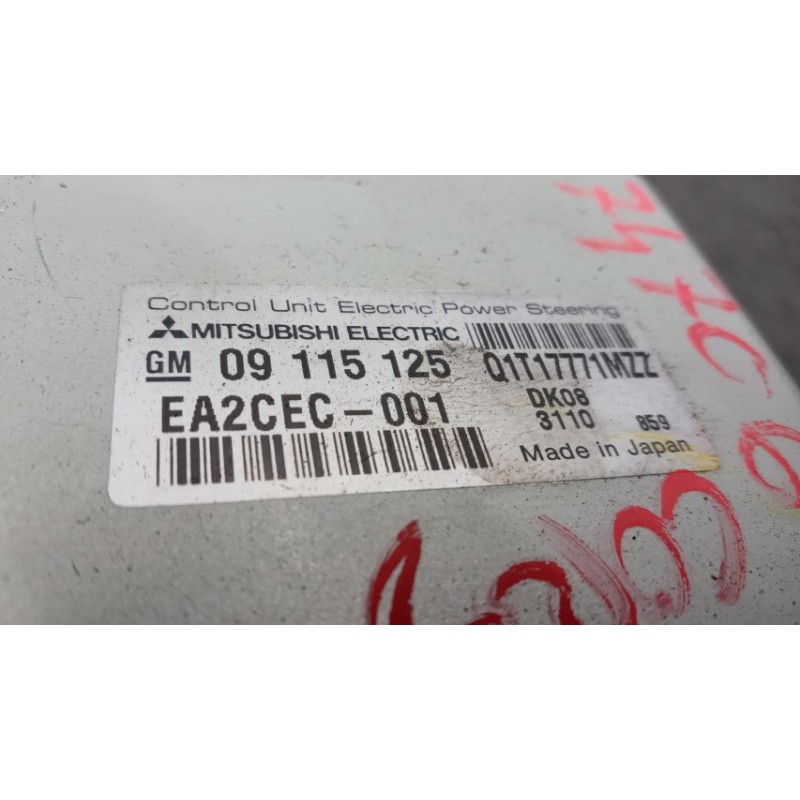 Control Unit Electric Power Steering
MITSUBISHI ELECTRIC
GM 09 115 125 Q1T17771MZZ
EA2CEC-001 DK08
3110 859
Made in Japan